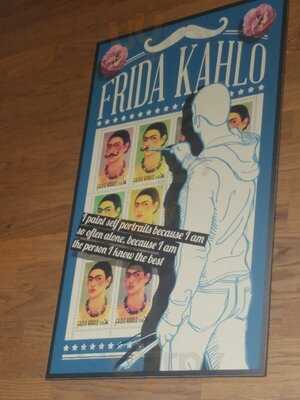 FRIDA KAHLO
I paint self portraits because I am
so often alone, because I am
the person I know the best